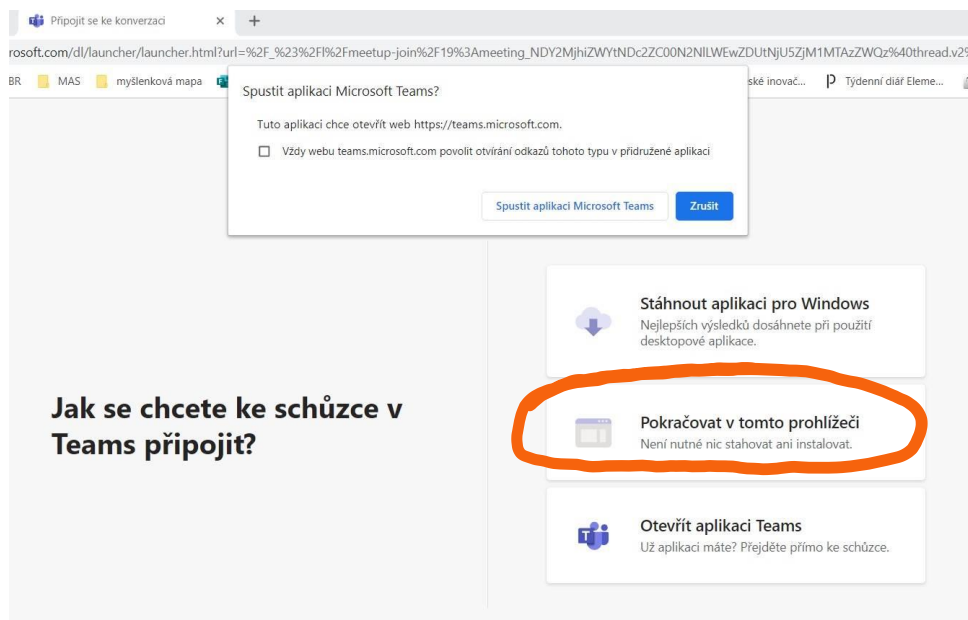 Připojit se ke konverzaci
rosoft.com/dl/launcher/launcher.html?url=%2F_%23%2Fl%2Fmeetup-join%2F19%3Ameeting_NDY2MjhiZWYtNDc2ZC00N2NlLWEwZDUtNjU5ZjM1MTAzZWQz%40thread.v2%
BR MAS myšlenková mapa ské inovač... Týdenní diář Eleme...
Spustit aplikaci Microsoft Teams?
Tuto aplikaci chce otevřít web https://teams.microsoft.com.
Vždy webu teams.microsoft.com povolit otvírání odkazů tohoto typu v přidružené aplikaci
Spustit aplikaci Microsoft Teams
Zrušit
Jak se chcete ke schůzce v
Teams připojit?
Stáhnout aplikaci pro Windows
Nejlepších výsledků dosáhnete při použití
desktopové aplikace.
Pokračovat v tomto prohlížeči
Není nutné nic stahovat ani instalovat.
Otevřít aplikaci Teams
Už aplikaci máte? Přejděte přímo ke schůzce.